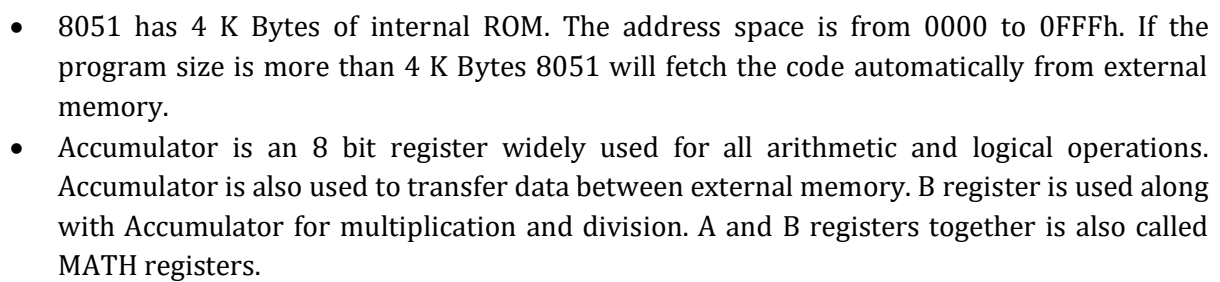 • 8051 has 4 K Bytes of internal ROM. The address space is from 0000 to 0FFFh. If the
program size is more than 4 K Bytes 8051 will fetch the code automatically from external
memory.
• Accumulator is an 8 bit register widely used for all arithmetic and logical operations.
Accumulator is also used to transfer data between external memory. B register is used along
with Accumulator for multiplication and division. A and B registers together is also called
MATH registers.